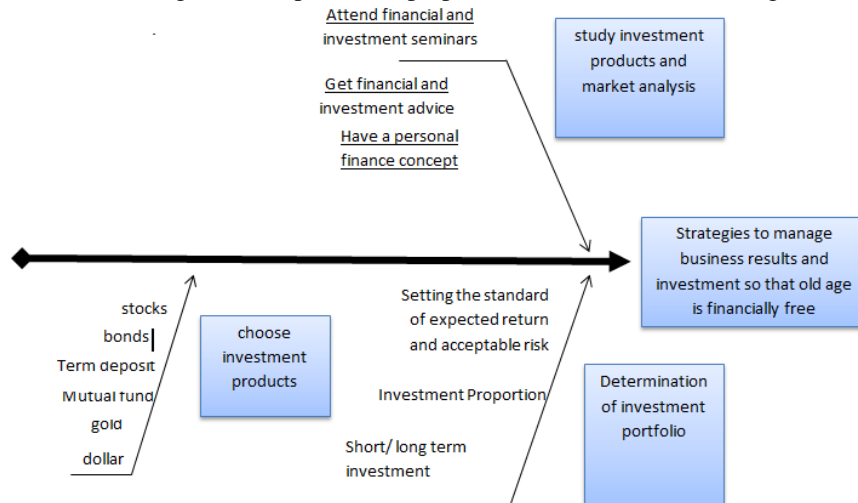 Attend financial and
investment seminars
Get financial and
investment advice
Have a personal
finance concept
study investment
products and
market analysis
Strategies to manage
business results and
investment so that old age
is financially free
stocks
bonds
Term deposit
Mutual fund
gold
dollar
choose
investment
products
Setting the standard
of expected return
and acceptable risk
Investment Proportion
Short/ long term
investment
Determination
of investment
portfolio